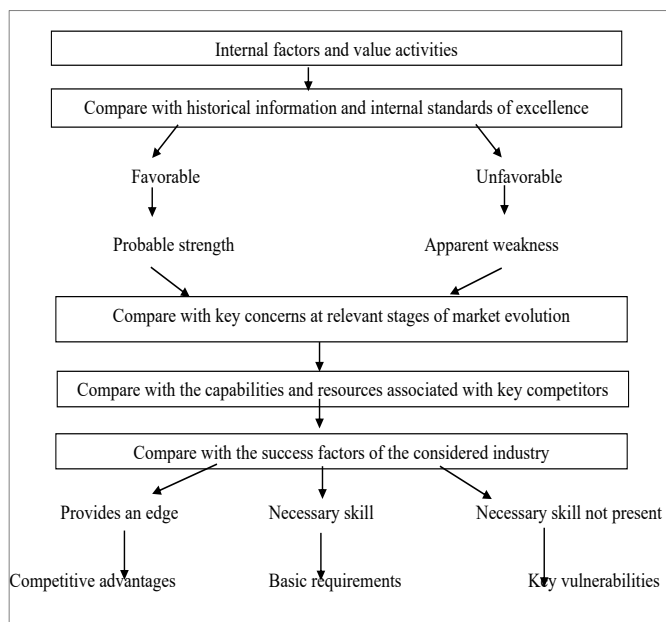 Internal factors and value activities
Compare with historical information and internal standards of excellence
Favorable
Unfavorable
Probable strength
Apparent weakness
Compare with key concerns at relevant stages of market evolution
Compare with the capabilities and resources associated with key competitors
Compare with the success factors of the considered industry
Provides an edge
Necessary skill
Necessary skill not present
Competitive advantages
Basic requirements
Key vulnerabilities